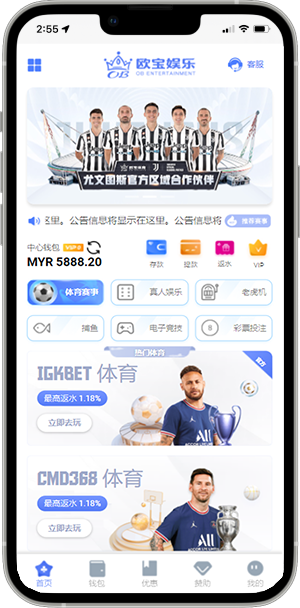 2:55
欧宝娱乐
OB
OB ENTERTAINMENT
客服
尤文图斯官方区域合作伙伴
这里。公告信息将显示在这里。公告信息将
推荐赛事
中心钱包 VIP 0
MYR 5888.20
存款
提款
返水
VIP
体育赛事
真人娱乐
老虎机
捕鱼
电子竞技
彩票投注
热门体育
IGKBET 体育
最高返水 1.18%
立即去玩
官方
CMD368 体育
最高返水 1.18%
立即去玩
首页
钱包
优惠
赞助
我的